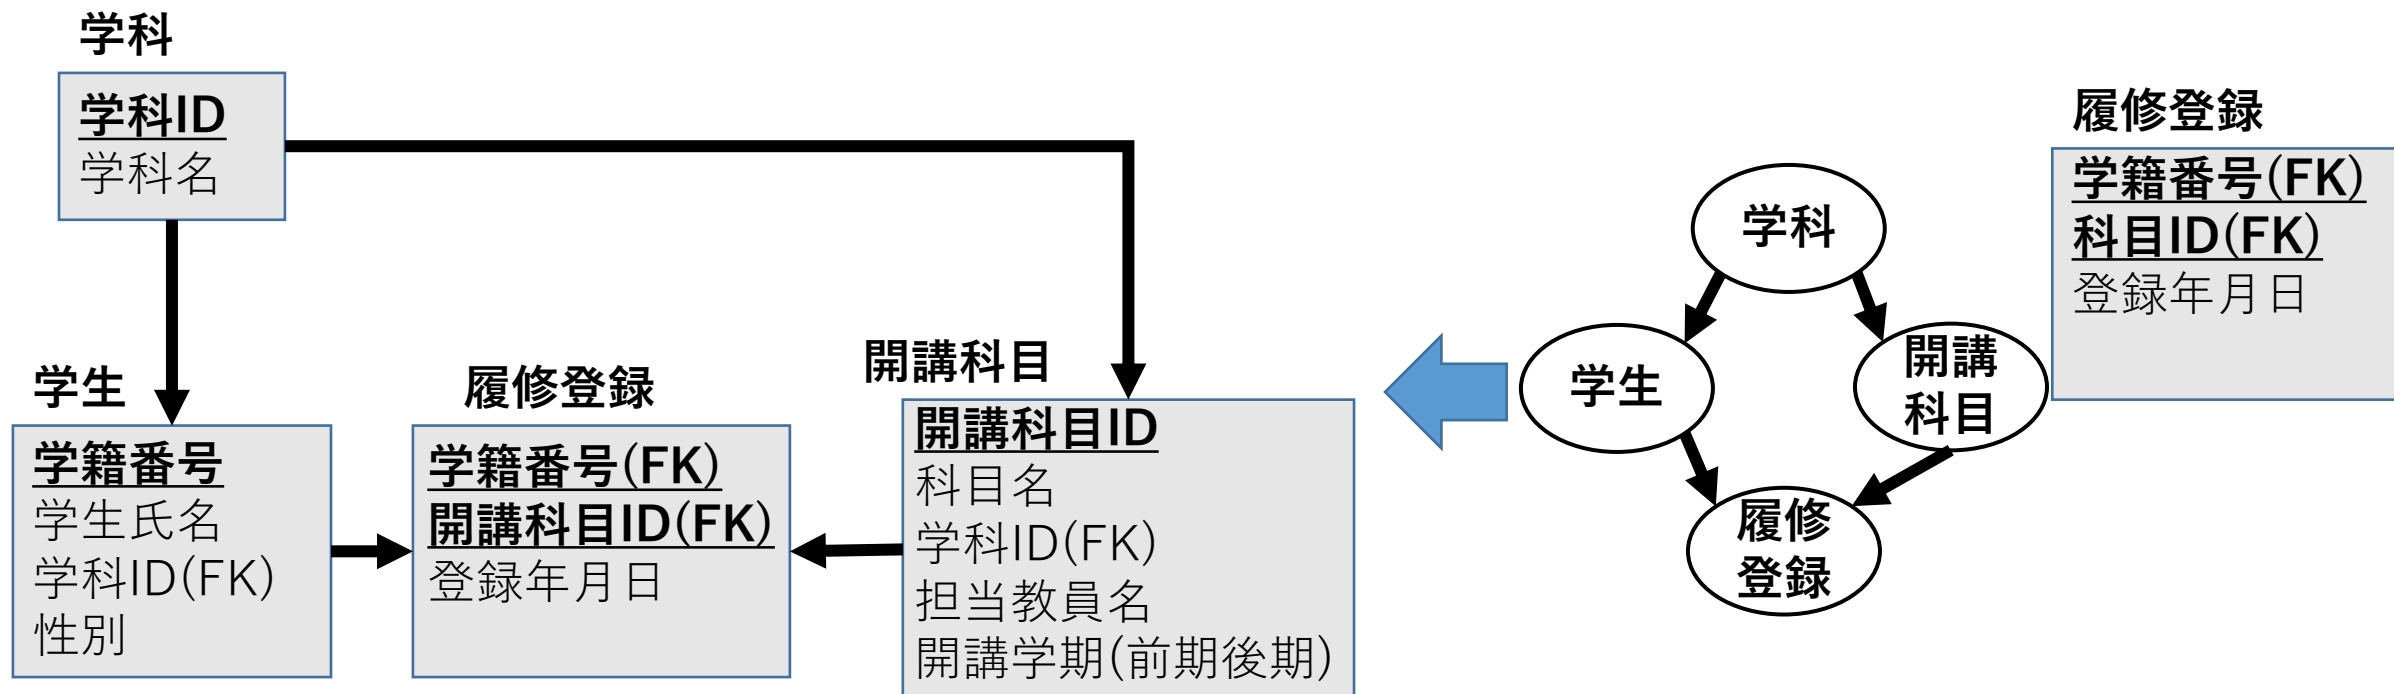 学科
学科ID
学科名
学生
学籍番号
学生氏名
学科ID(FK)
性別
履修登録
学籍番号(FK)
開講科目ID(FK)
登録年月日
開講科目
開講科目ID
科目名
学科ID(FK)
担当教員名
開講学期(前期後期)
学科
学生
開講
科目
履修
登録
履修登録
学籍番号(FK)
科目ID(FK)
登録年月日